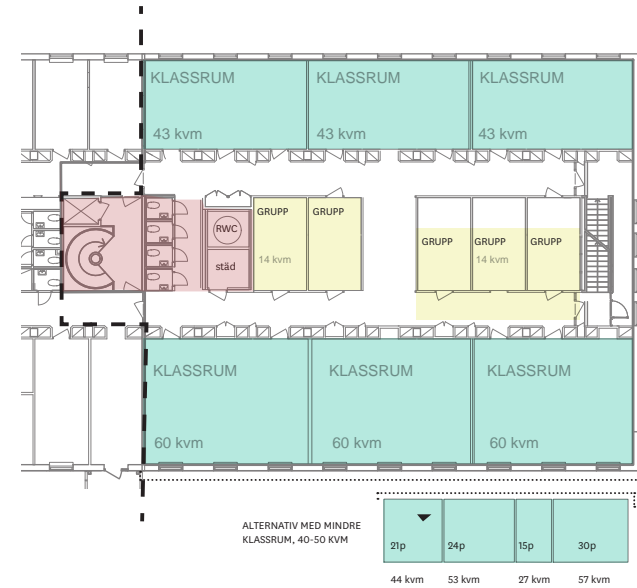 KLASSRUM KLASSRUM KLASSRUM
43 kvm 43 kvm 43 kvm
GRUPP GRUPP
RWC
14 kvm
städ
GRUPP GRUPP GRUPP
14 kvm
KLASSRUM KLASSRUM KLASSRUM
60 kvm 60 kvm 60 kvm
ALTERNATIV MED MINDRE
KLASSRUM, 40-50 KVM
21p 24p 15p 30p
44 kvm 53 kvm 27 kvm 57 kvm